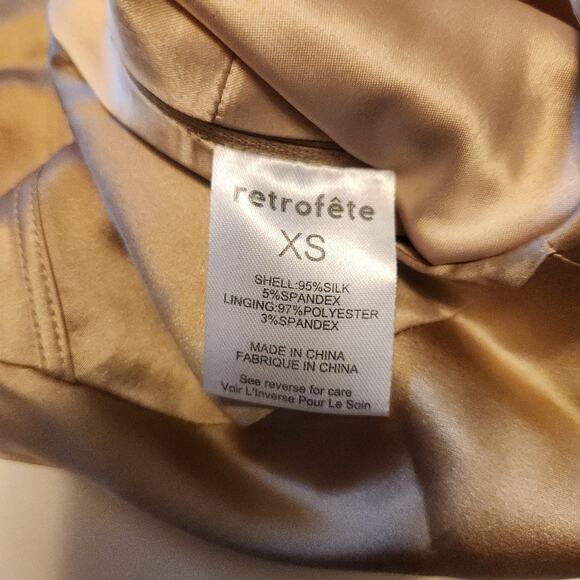 retrofête
XS
SHELL:95%SILK
5%SPANDEX
LINGING:97%POLYESTER
3%SPANDEX
MADE IN CHINA
FABRIQUE IN CHINA
See reverse for care
Voir L'Inverse Pour Le Soin